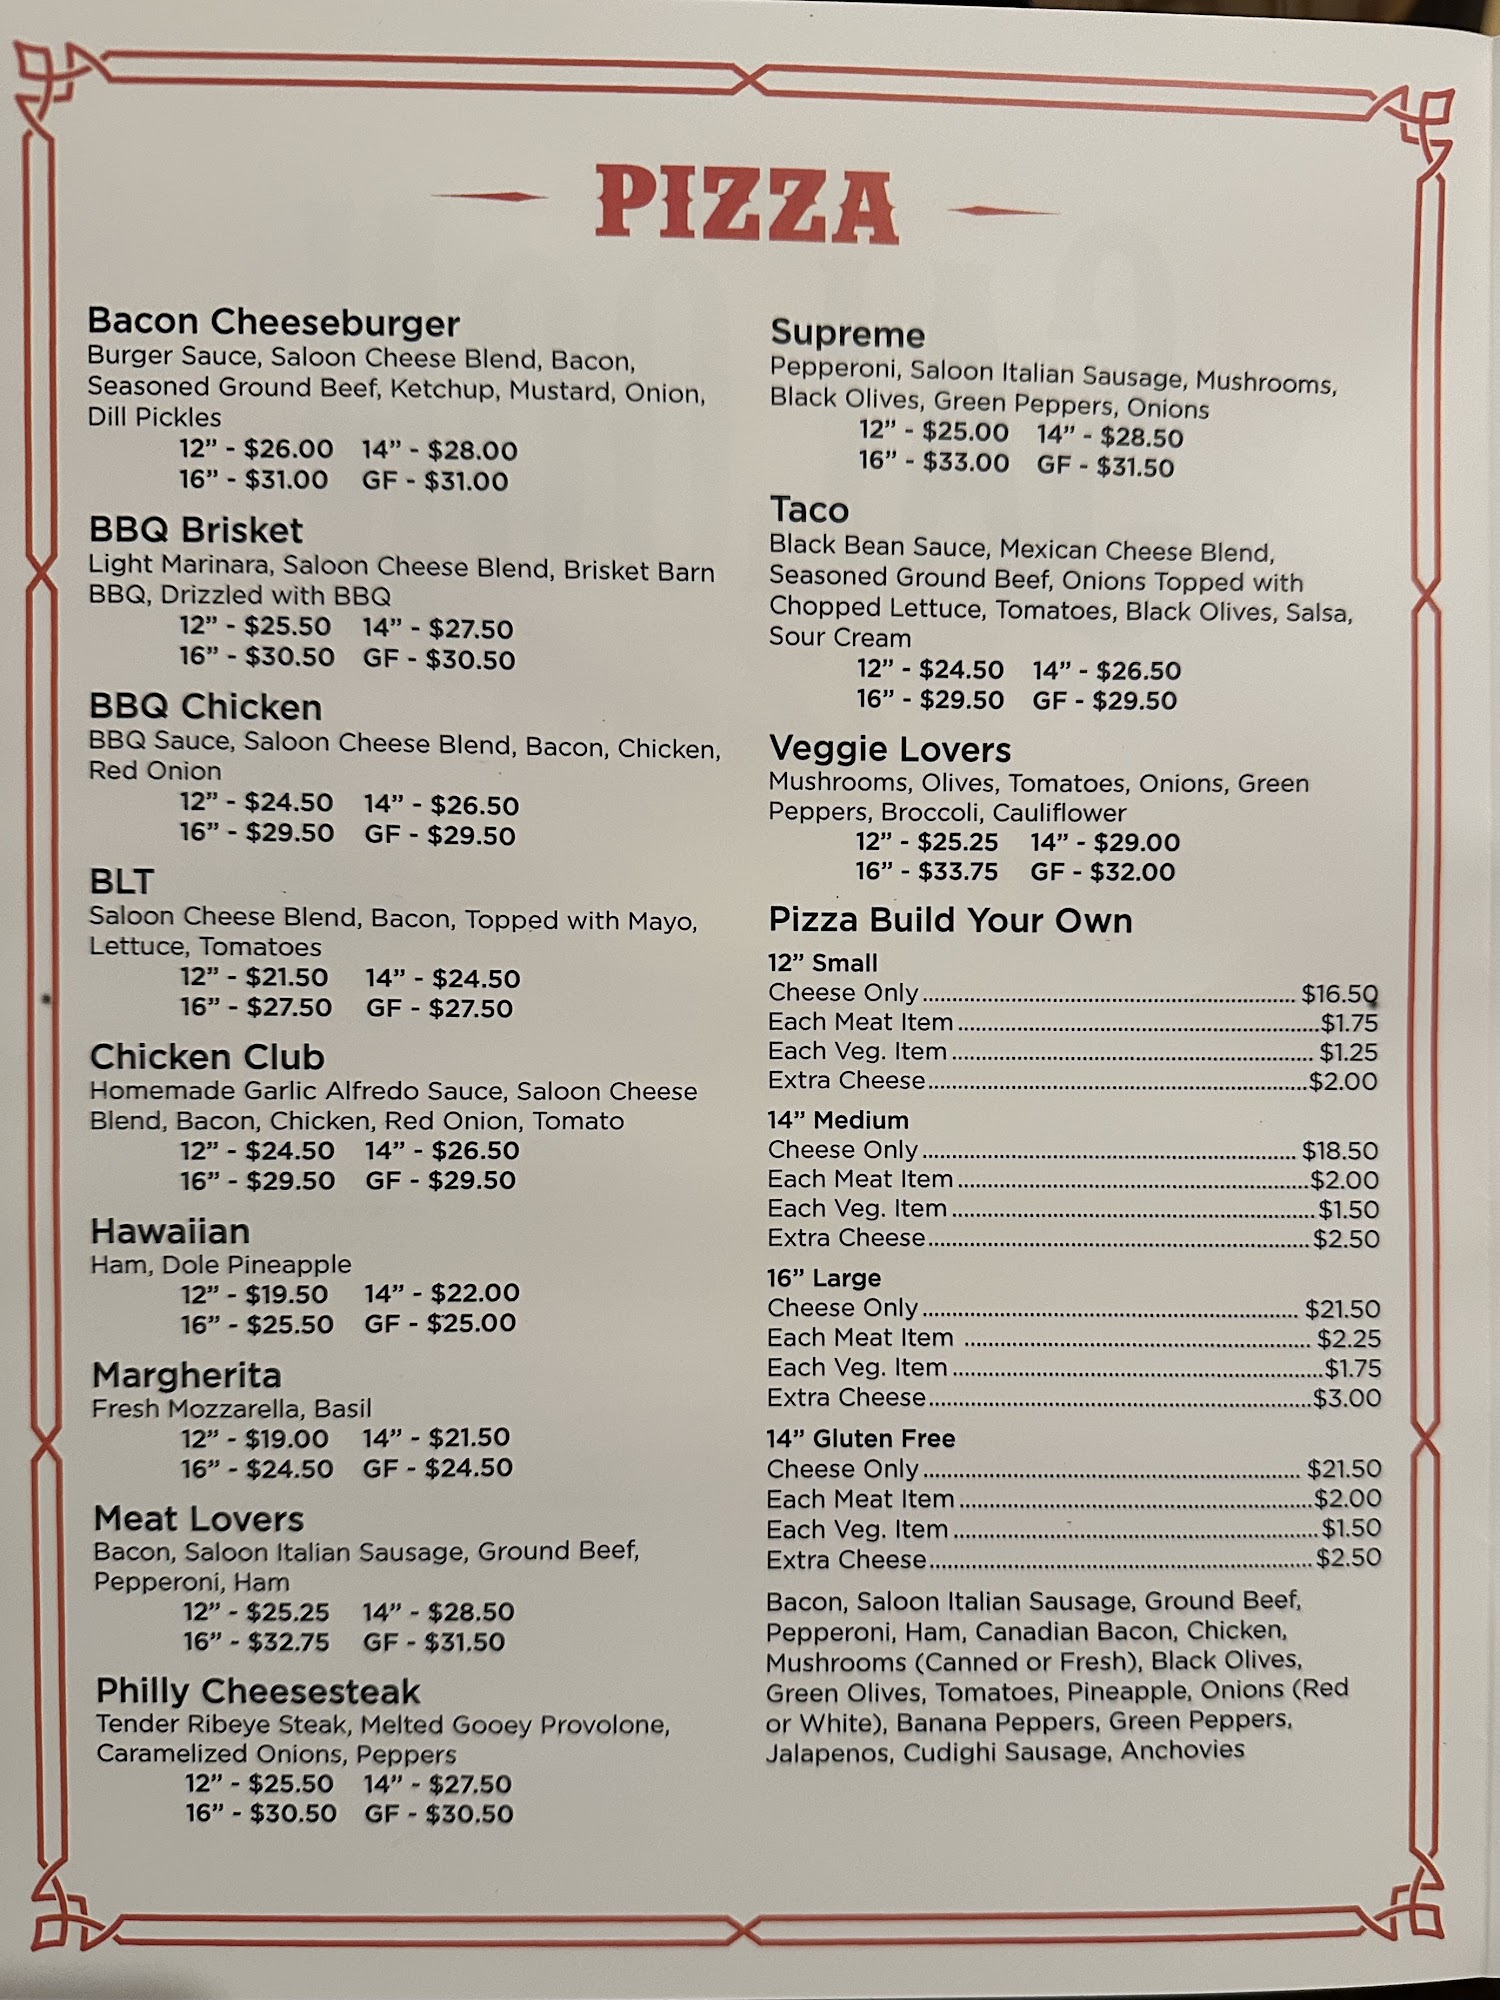 PIZZA
Bacon Cheeseburger
Burger Sauce, Saloon Cheese Blend, Bacon,
Seasoned Ground Beef, Ketchup, Mustard, Onion,
Dill Pickles
12” - $26.00 14” - $28.00
16” - $31.00 GF - $31.00
BBQ Brisket
Light Marinara, Saloon Cheese Blend, Brisket Barn
BBQ, Drizzled with BBQ
12” - $25.50 14” - $27.50
16” - $30.50 GF - $30.50
BBQ Chicken
BBQ Sauce, Saloon Cheese Blend, Bacon, Chicken,
Red Onion
12” - $24.50 14” - $26.50
16” - $29.50 GF - $29.50
BLT
Saloon Cheese Blend, Bacon, Topped with Mayo,
Lettuce, Tomatoes
12” - $21.50 14” - $24.50
16” - $27.50 GF - $27.50
Chicken Club
Homemade Garlic Alfredo Sauce, Saloon Cheese
Blend, Bacon, Chicken, Red Onion, Tomato
12” - $24.50 14” - $26.50
16” - $29.50 GF - $29.50
Hawaiian
Ham, Dole Pineapple
12” - $19.50 14” - $22.00
16” - $25.50 GF - $25.00
Margherita
Fresh Mozzarella, Basil
12” - $19.00 14” - $21.50
16” - $24.50 GF - $24.50
Meat Lovers
Bacon, Saloon Italian Sausage, Ground Beef,
Pepperoni, Ham
12” - $25.25 14” - $28.50
16” - $32.75 GF - $31.50
Philly Cheesesteak
Tender Ribeye Steak, Melted Gooey Provolone,
Caramelized Onions, Peppers
12” - $25.50 14” - $27.50
16” - $30.50 GF - $30.50
Supreme
Pepperoni, Saloon Italian Sausage, Mushrooms,
Black Olives, Green Peppers, Onions
12” - $25.00 14” - $28.50
16” - $33.00 GF - $31.50
Taco
Black Bean Sauce, Mexican Cheese Blend,
Seasoned Ground Beef, Onions Topped with
Chopped Lettuce, Tomatoes, Black Olives, Salsa,
Sour Cream
12” - $24.50 14” - $26.50
16” - $29.50 GF - $29.50
Veggie Lovers
Mushrooms, Olives, Tomatoes, Onions, Green
Peppers, Broccoli, Cauliflower
12” - $25.25 14” - $29.00
16” - $33.75 GF - $32.00
Pizza Build Your Own
12” Small
Cheese Only $16.50
Each Meat Item $1.75
Each Veg. Item $1.25
Extra Cheese $2.00
14” Medium
Cheese Only $18.50
Each Meat Item $2.00
Each Veg. Item $1.50
Extra Cheese $2.50
16” Large
Cheese Only $21.50
Each Meat Item $2.25
Each Veg. Item $1.75
Extra Cheese $3.00
14” Gluten Free
Cheese Only $21.50
Each Meat Item $2.00
Each Veg. Item $1.50
Extra Cheese $2.50
Bacon, Saloon Italian Sausage, Ground Beef,
Pepperoni, Ham, Canadian Bacon, Chicken,
Mushrooms (Canned or Fresh), Black Olives,
Green Olives, Tomatoes, Pineapple, Onions (Red
or White), Banana Peppers, Green Peppers,
Jalapenos, Cudighi Sausage, Anchovies